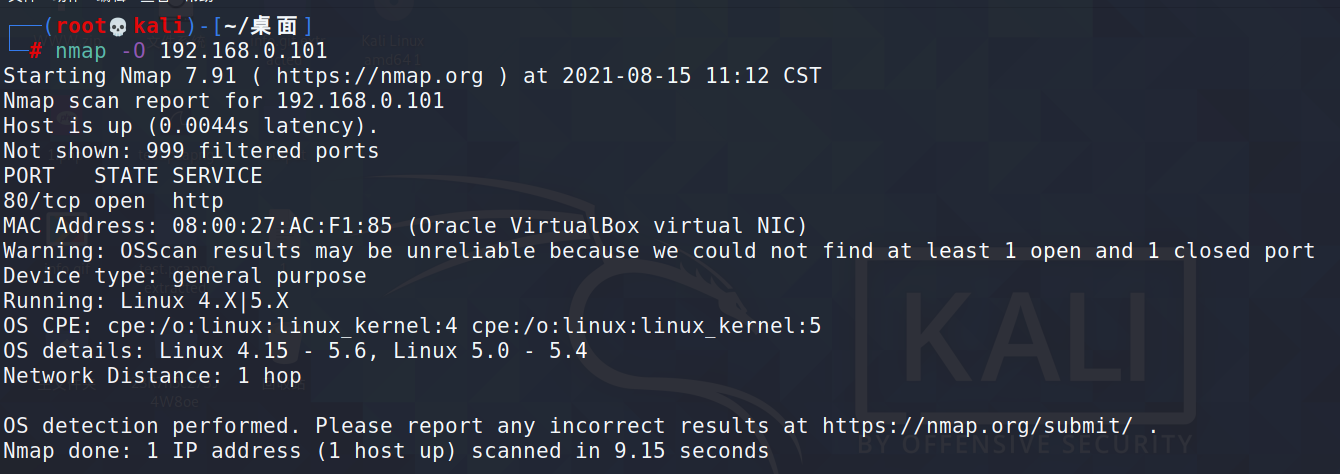 (root💀kali)-[~/桌面]
# nmap -O 192.168.0.101
Starting Nmap 7.91 ( https://nmap.org ) at 2021-08-15 11:12 CST
Nmap scan report for 192.168.0.101
Host is up (0.0044s latency).
Not shown: 999 filtered ports
PORT   STATE SERVICE
80/tcp open  http
MAC Address: 08:00:27:AC:F1:85 (Oracle VirtualBox virtual NIC)
Warning: OSScan results may be unreliable because we could not find at least 1 open and 1 closed port
Device type: general purpose
Running: Linux 4.X|5.X
OS CPE: cpe:/o:linux:linux_kernel:4 cpe:/o:linux:linux_kernel:5
OS details: Linux 4.15 - 5.6, Linux 5.0 - 5.4
Network Distance: 1 hop
OS detection performed. Please report any incorrect results at https://nmap.org/submit/ .
Nmap done: 1 IP address (1 host up) scanned in 9.15 seconds
KALI
BY OFFENSIVE SECURITY